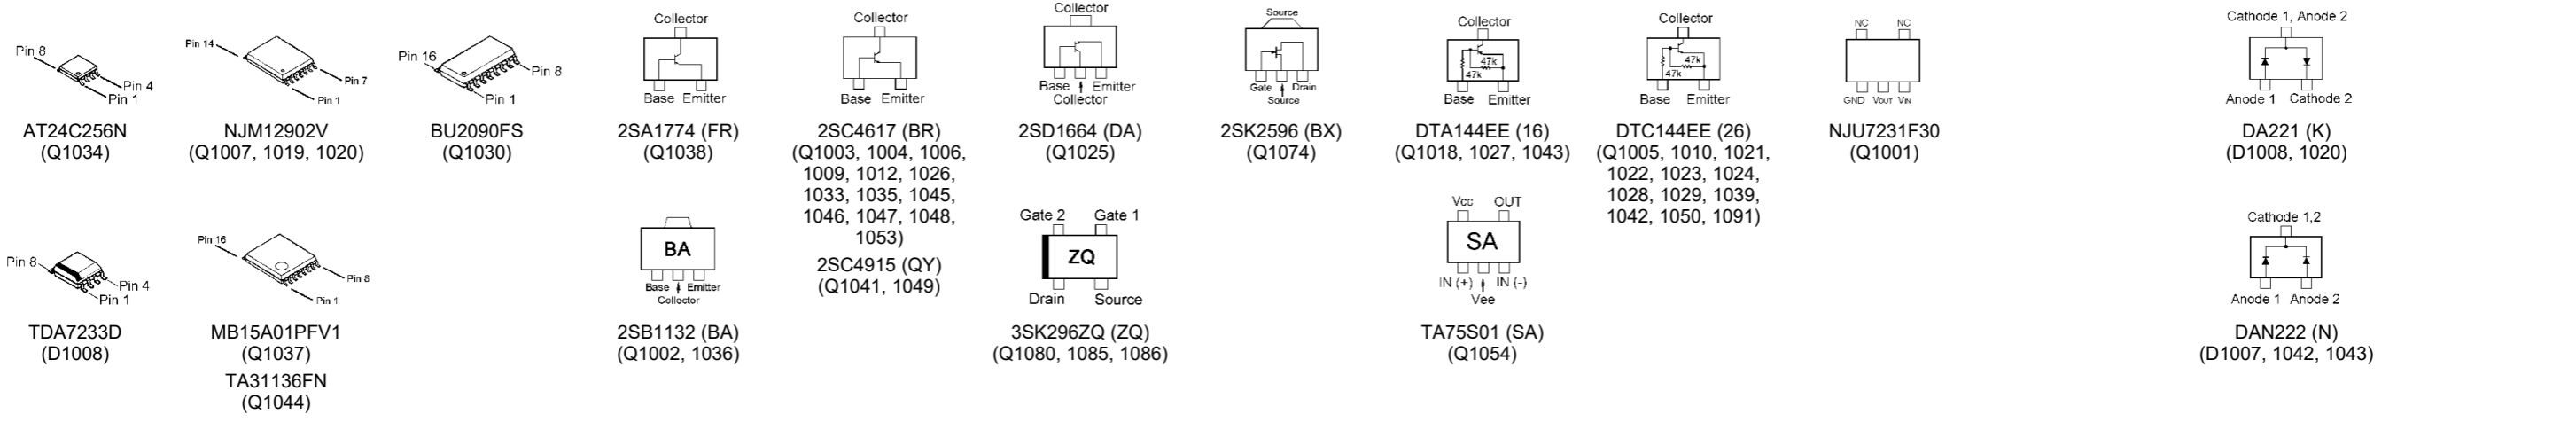 Pin 8
Pin 4
Pin 1
AT24C256N
(Q1034)
Pin 14
Pin 7
Pin 1
NJM12902V
(Q1007, 1019, 1020)
Pin 16
Pin 8
Pin 1
BU2090FS
(Q1030)
Collector
Base Emitter
2SA1774 (FR)
(Q1038)
Collector
Base Emitter
2SC4617 (BR)
(Q1003, 1004, 1006,
1009, 1012, 1026,
1033, 1035, 1045,
1046, 1047, 1048,
1053)
2SC4915 (QY)
(Q1041, 1049)
Collector
Base Emitter
Collector
2SD1664 (DA)
(Q1025)
Source
Gate Drain
Source
2SK2596 (BX)
(Q1074)
Collector
47k
47k
Base Emitter
DTA144EE (16)
(Q1018, 1027, 1043)
Collector
47k
47k
Base Emitter
DTC144EE (26)
(Q1005, 1010, 1021,
1022, 1023, 1024,
1028, 1029, 1039,
1042, 1050, 1091)
NC NC
GND VOUT VIN
NJU7231F30
(Q1001)
Cathode 1, Anode 2
Anode 1 Cathode 2
DA221 (K)
(D1008, 1020)
Pin 8
Pin 4
Pin 1
TDA7233D
(D1008)
Pin 16
Pin 8
Pin 1
MB15A01PFV1
(Q1037)
TA31136FN
(Q1044)
BA
Base Emitter
Collector
2SB1132 (BA)
(Q1002, 1036)
Gate 2 Gate 1
ZQ
Drain Source
3SK296ZQ (ZQ)
(Q1080, 1085, 1086)
Vcc OUT
SA
IN (+) IN (-)
Vee
TA75S01 (SA)
(Q1054)
Cathode 1,2
Anode 1 Anode 2
DAN222 (N)
(D1007, 1042, 1043)